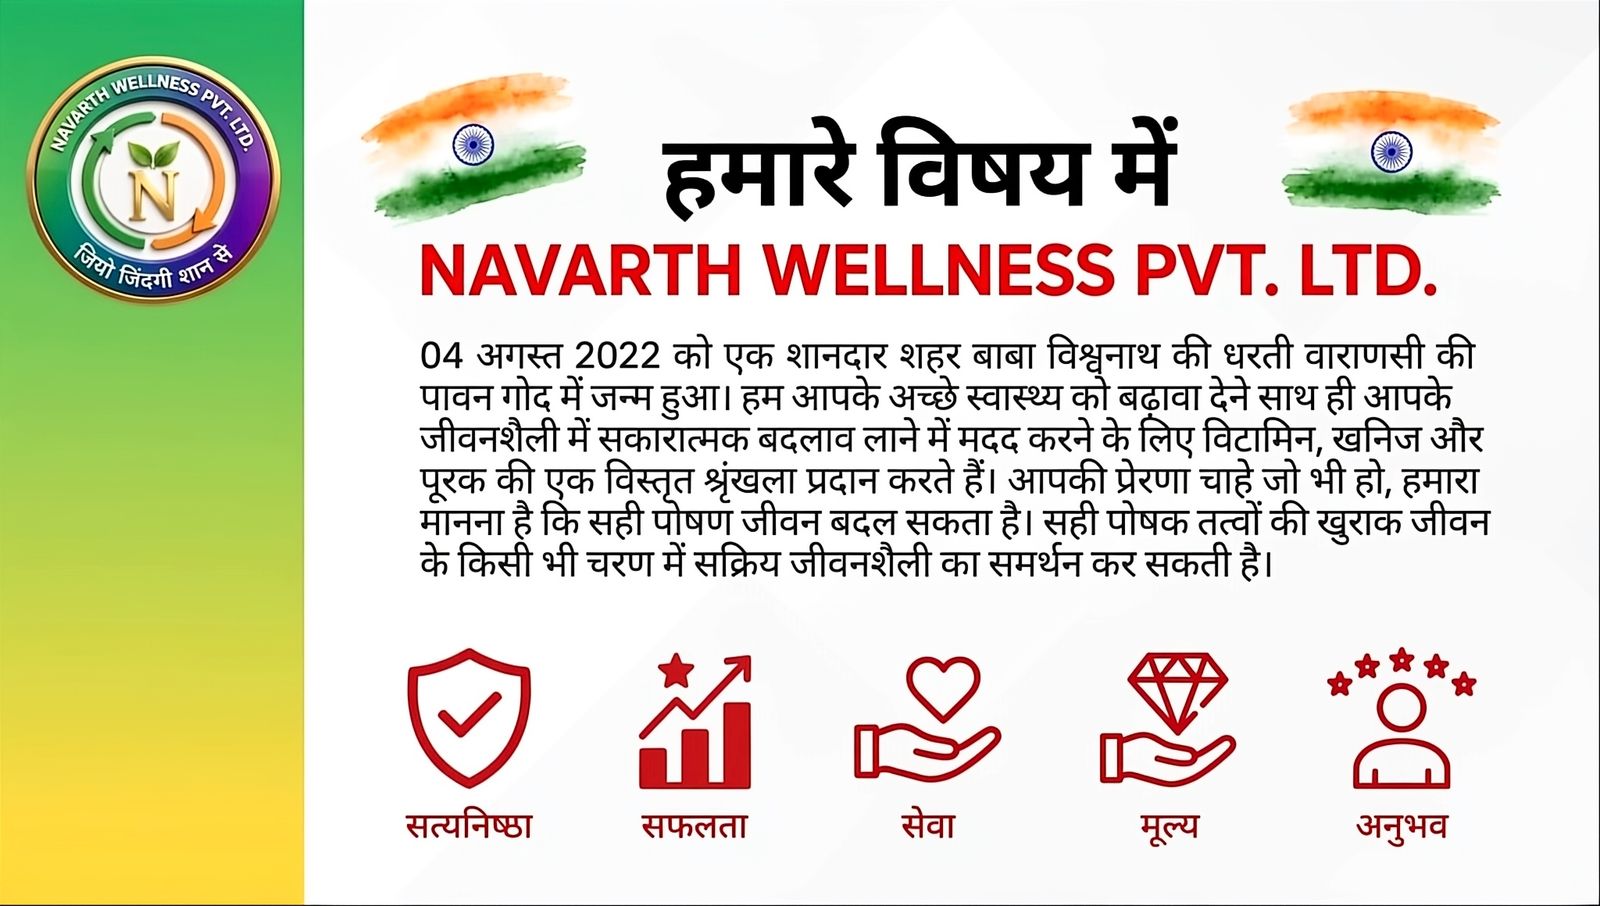 NAVARTH WELLNESS PVT. LTD.
N
जियो जिंदगी शान से
हमारे विषय में
NAVARTH WELLNESS PVT. LTD.
04 अगस्त 2022 को एक शानदार शहर बाबा विश्वनाथ की धरती वाराणसी की
पावन गोद में जन्म हुआ। हम आपके अच्छे स्वास्थ्य को बढ़ावा देने साथ ही आपके
जीवनशैली में सकारात्मक बदलाव लाने में मदद करने के लिए विटामिन, खनिज और
पूरक की एक विस्तृत श्रृंखला प्रदान करते हैं। आपकी प्रेरणा चाहे जो भी हो, हमारा
मानना है कि सही पोषण जीवन बदल सकता है। सही पोषक तत्वों की खुराक जीवन
के किसी भी चरण में सक्रिय जीवनशैली का समर्थन कर सकती है।
सत्यनिष्ठा
सफलता
सेवा
मूल्य
अनुभव